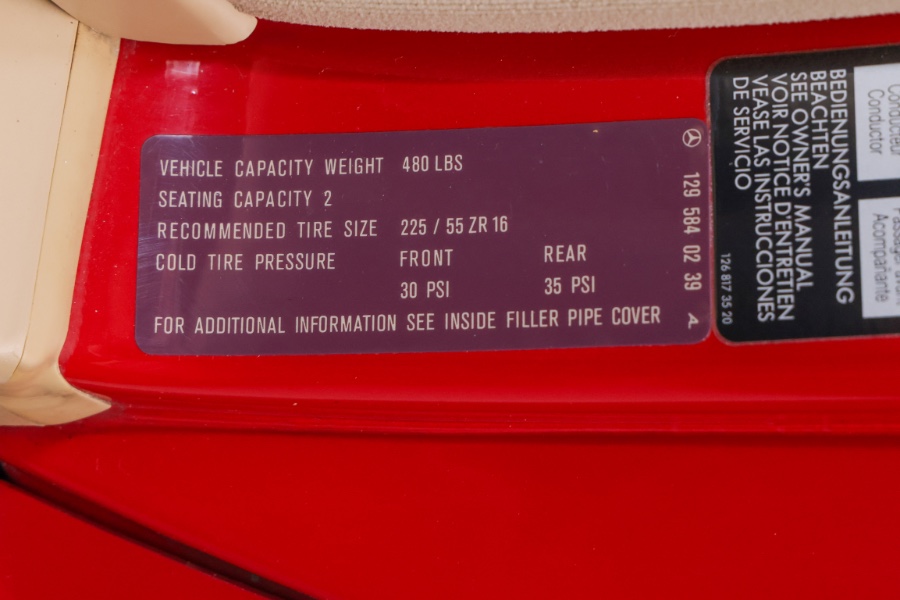 VEHICLE CAPACITY WEIGHT 480 LBS
SEATING CAPACITY 2
RECOMMENDED TIRE SIZE 225 / 55 ZR 16
COLD TIRE PRESSURE FRONT REAR
30 PSI 35 PSI
FOR ADDITIONAL INFORMATION SEE INSIDE FILLER PIPE COVER
129 584 02 39
BEDIENUNGSANLEITUNG
BEACHTEN
SEE OWNER'S MANUAL
VOIR NOTICE D'ENTRETIEN
VEASE LAS INSTRUCCIONES
DE SERVICIO
126 817 35 20
Conductor
Acompañante